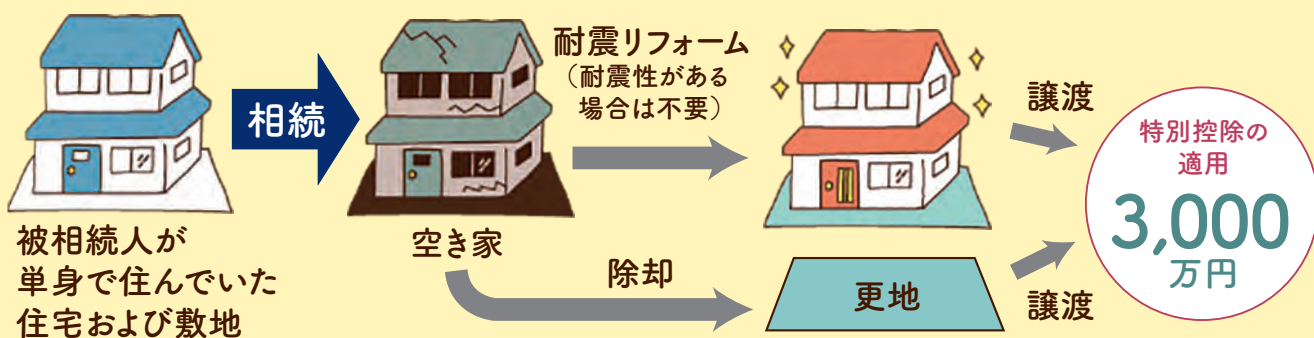 被相続人が
単身で住んでいた
住宅および敷地
相続
空き家
耐震リフォーム
（耐震性がある
場合は不要）
除却
更地
譲渡
譲渡
特別控除の
適用
3,000
万円